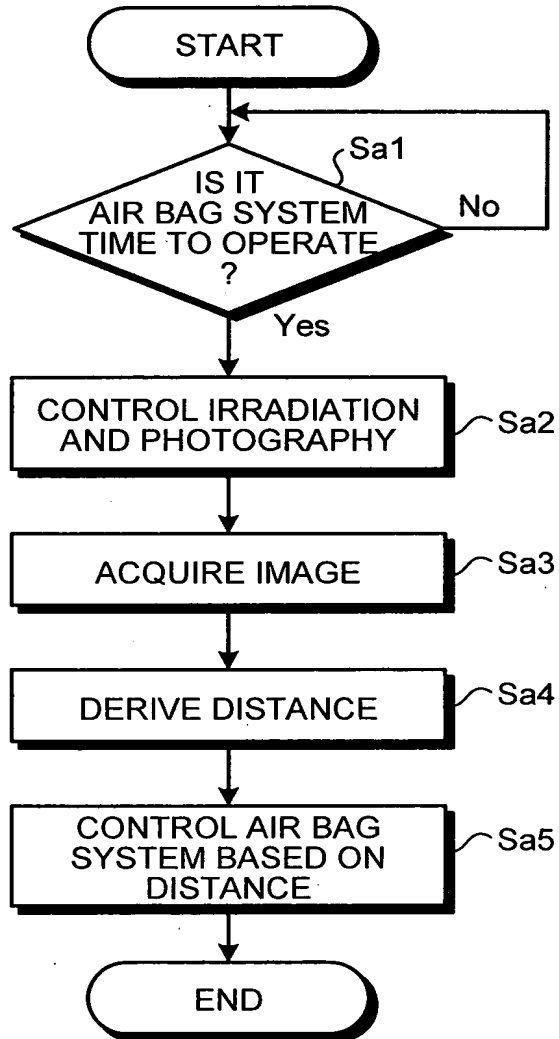 START
Sa1
IS IT
AIR BAG SYSTEM
TIME TO OPERATE
?
No
Yes
CONTROL IRRADIATION
AND PHOTOGRAPHY
Sa2
ACQUIRE IMAGE
Sa3
DERIVE DISTANCE
Sa4
CONTROL AIR BAG
SYSTEM BASED ON
DISTANCE
Sa5
END